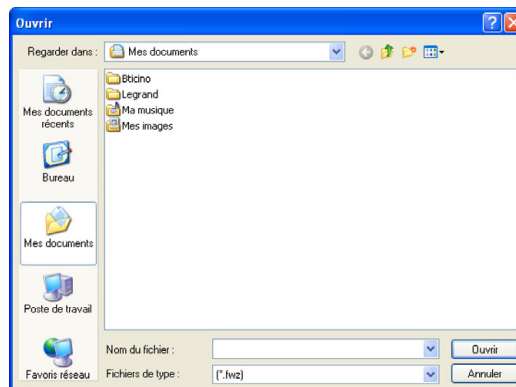 Ouvrir
Regarder dans :
Mes documents
Bticino
Legrand
Ma musique
Mes images
Mes documents
récents
Bureau
Mes documents
Poste de travail
Favoris réseau
Nom du fichier :
Ouvrir
Fichiers de type :
(*.fwz)
Annuler